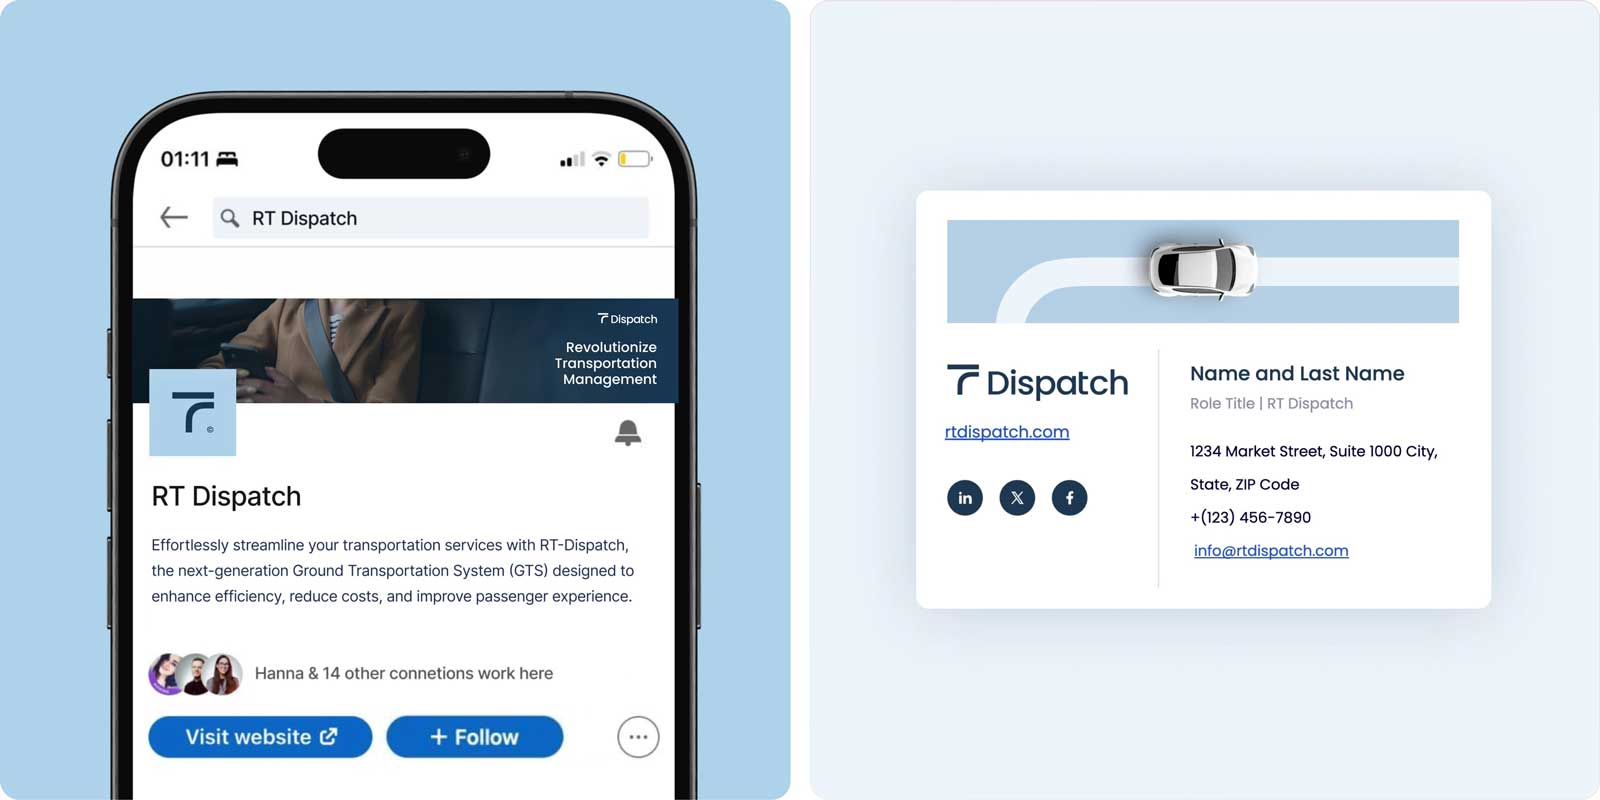 01:11
RT Dispatch
Dispatch
Revolutionize
Transportation
Management
©
RT Dispatch
Effortlessly streamline your transportation services with RT-Dispatch,
the next-generation Ground Transportation System (GTS) designed to
enhance efficiency, reduce costs, and improve passenger experience.
Hanna & 14 other connetions work here
Visit website
+ Follow
Dispatch
rtdispatch.com
in X f
Name and Last Name
Role Title | RT Dispatch
1234 Market Street, Suite 1000 City,
State, ZIP Code
+(123) 456-7890
info@rtdispatch.com